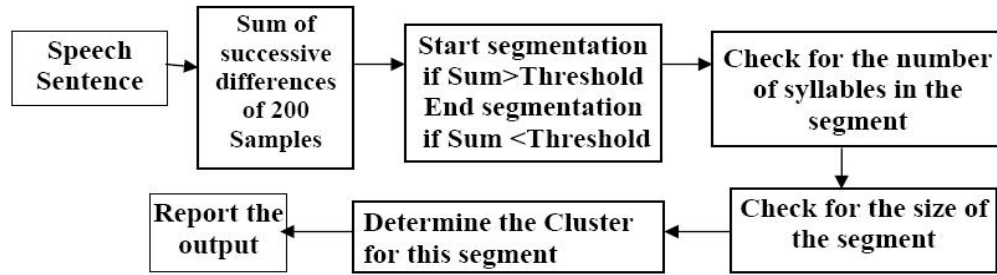 Speech
Sentence
Sum of
successive
differences
of 200
Samples
Start segmentation
if Sum>Threshold
End segmentation
if Sum <Threshold
Check for the number
of syllables in the
segment
Check for the size of
the segment
Determine the Cluster
for this segment
Report the
output